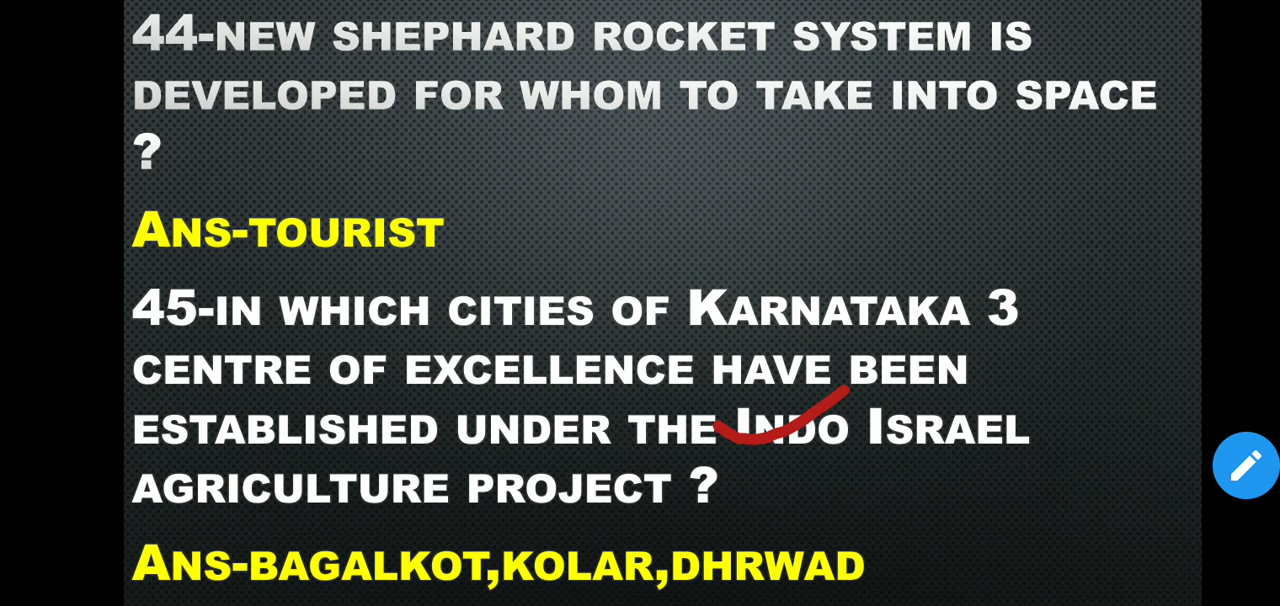 44-NEW SHEPHARD ROCKET SYSTEM IS
DEVELOPED FOR WHOM TO TAKE INTO SPACE
?
ANS-TOURIST
45-IN WHICH CITIES OF KARNATAKA 3
CENTRE OF EXCELLENCE HAVE BEEN
ESTABLISHED UNDER THE INDO ISRAEL
AGRICULTURE PROJECT ?
ANS-BAGALKOT,KOLAR,DHRWAD